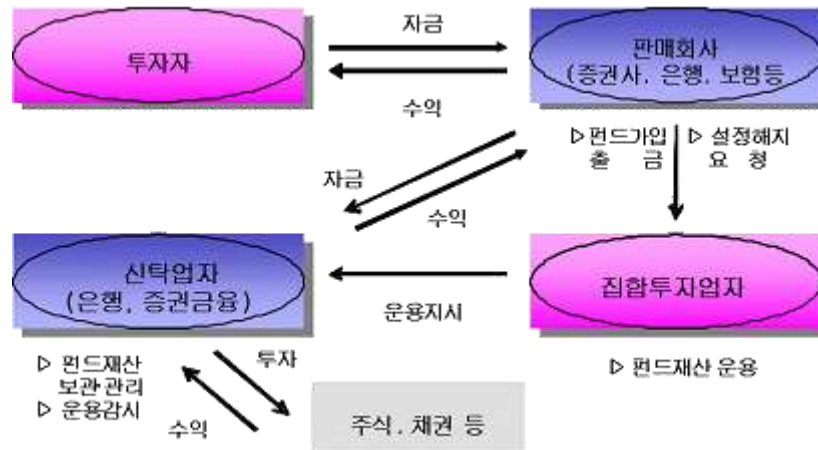 자금
투자자
판매회사
(증권사, 은행, 보험등
수익
▷펀드가입 ▷설정해지
출 금 요 청
자금
수익
신탁업자
(은행, 증권금융)
집합투자업자
운용지시
▷ 펀드재산
보관·관리
▷ 운용감시
투자
▷ 펀드재산 운용
수익
주식, 채권 등